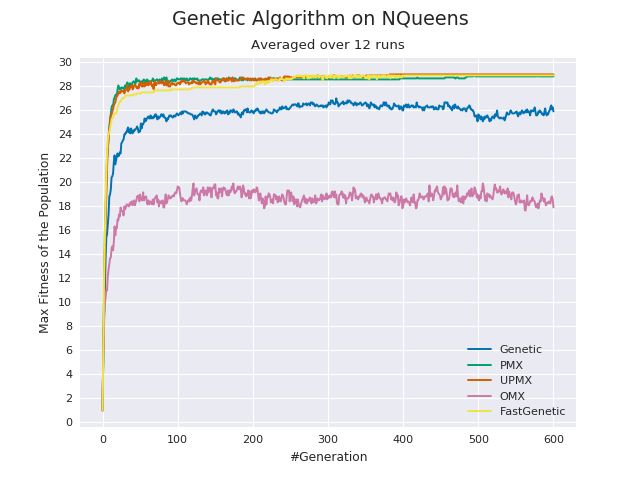 Genetic Algorithm on NQueens
Averaged over 12 runs
Max Fitness of the Population
30
28
26
24
22
20
18
16
14
12
10
8
6
4
2
0
Genetic
PMX
UPMX
OMX
FastGenetic
0 100 200 300 400 500 600
#Generation